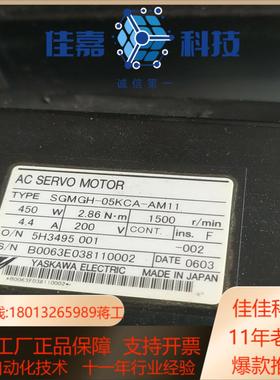 佳嘉 科技
诚信第一
AC SERVO MOTOR
TYPE SGMGH-05KCA-AM11
450 W 2.86 N·m 1500 r/min
4.4 A 200 V CONT. ins. F
O/N 5H3495 001 -002
S/N B0063E038110002 DATE 0603
YASKAWA ELECTRIC MADE IN JAPAN
*B0063E038110002*
线:18013265989蒋工
工厂正品保障 支持开票
自动化技术 十一年行业经验
佳佳科
11年老
爆款推